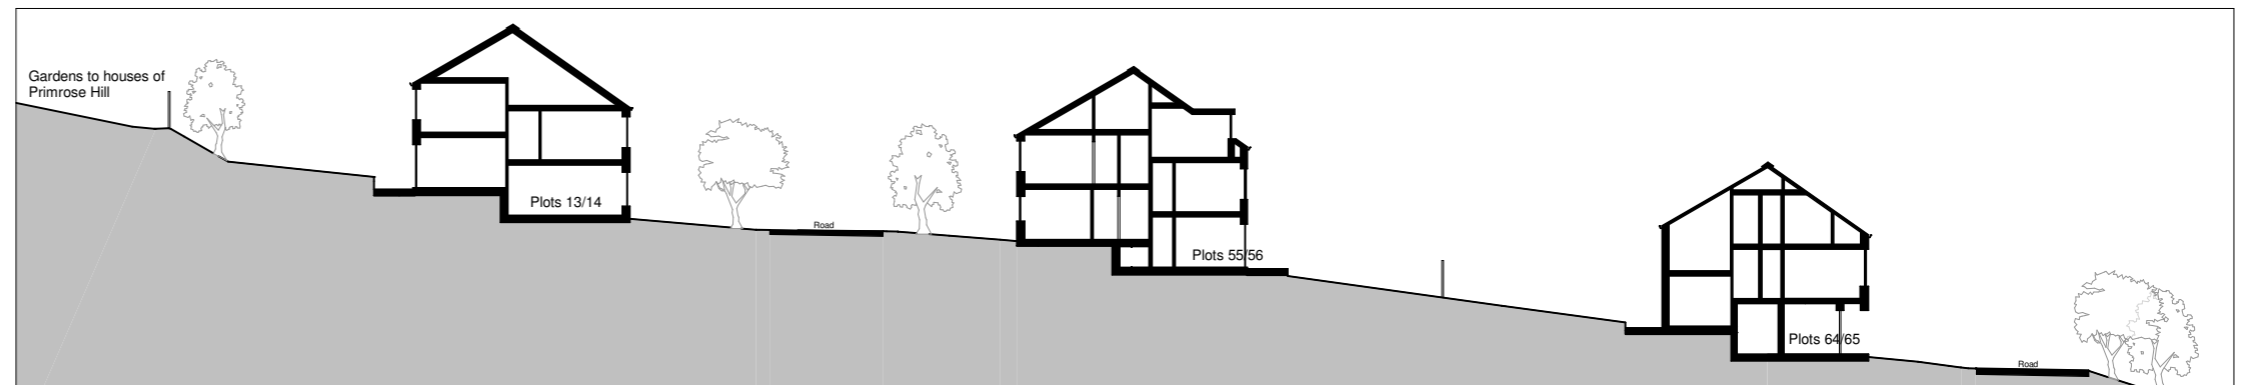 Gardens to houses of
Primrose Hill
Plots 13/14
Road
Plots 55/56
Plots 64/65
Road